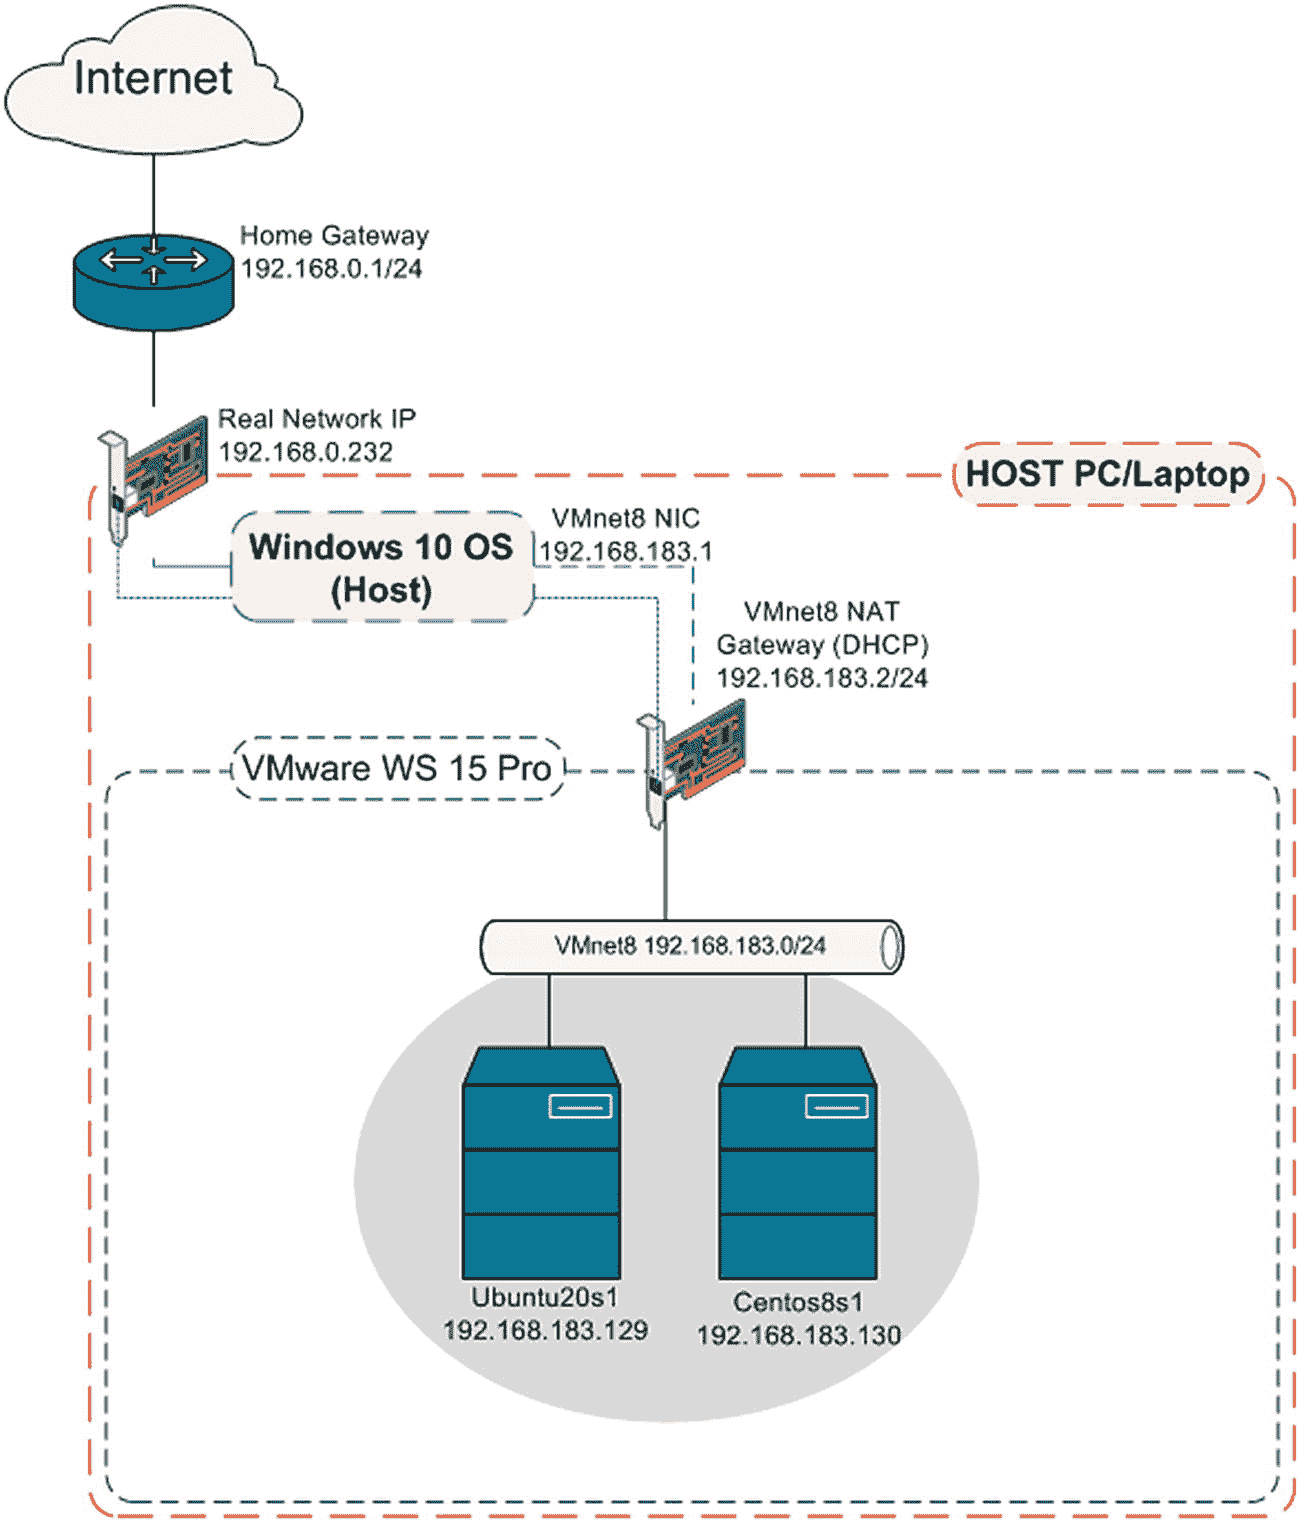 Internet
Home Gateway
192.168.0.1/24
Real Network IP
192.168.0.232
HOST PC/Laptop
Windows 10 OS
(Host)
VMnet8 NIC
192.168.183.1
VMnet8 NAT
Gateway (DHCP)
192.168.183.2/24
VMware WS 15 Pro
VMnet8 192.168.183.0/24
Ubuntu20s1
192.168.183.129
Centos8s1
192.168.183.130